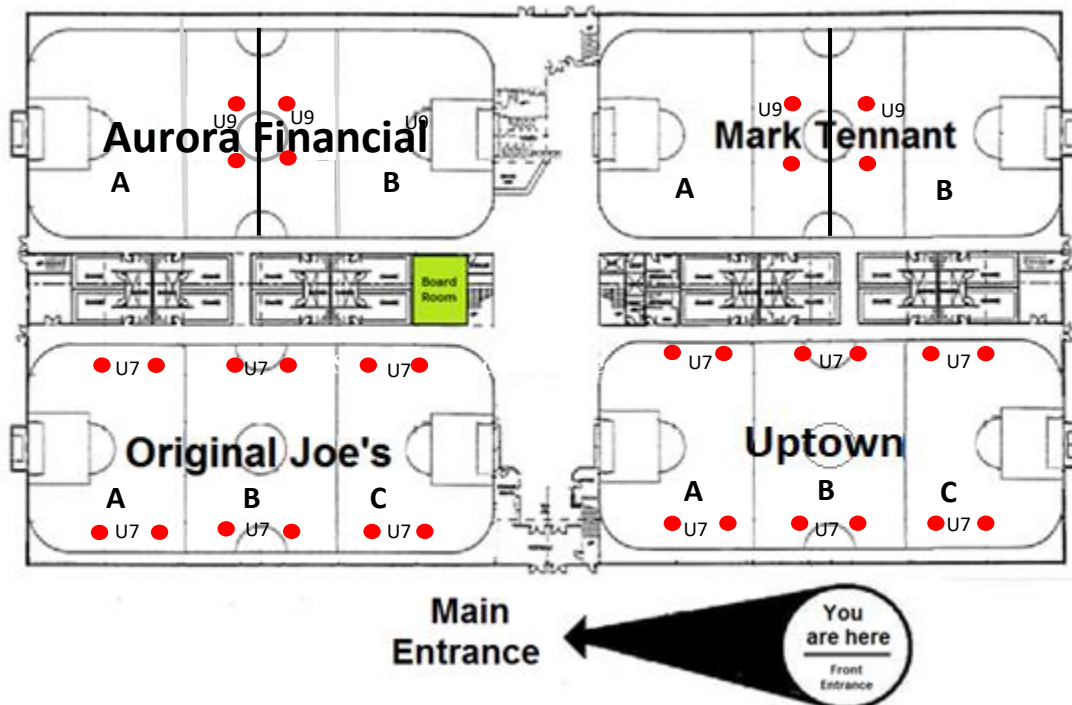 U9
U9
U9
Aurora Financial
A
B
U9
U9
Mark Tennant
A
B
Board
Room
U7
U7
U7
Original Joe's
A
B
C
U7
U7
U7
U7
U7
U7
Uptown
A
B
C
U7
U7
U7
Main
Entrance
You
are here
Front
Entrance